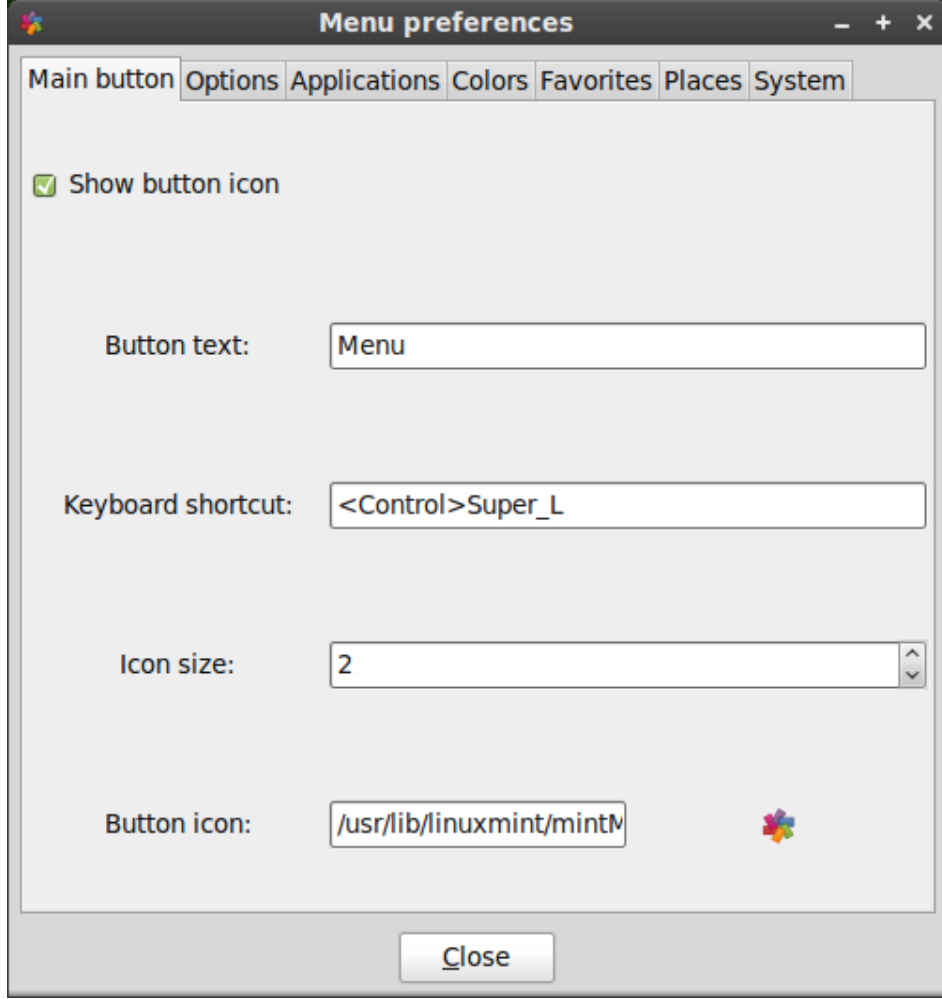 Menu preferences
Main button Options Applications Colors Favorites Places System
Show button icon
Button text: Menu
Keyboard shortcut: <Control>Super_L
Icon size: 2
Button icon: /usr/lib/linuxmint/mintM
Close